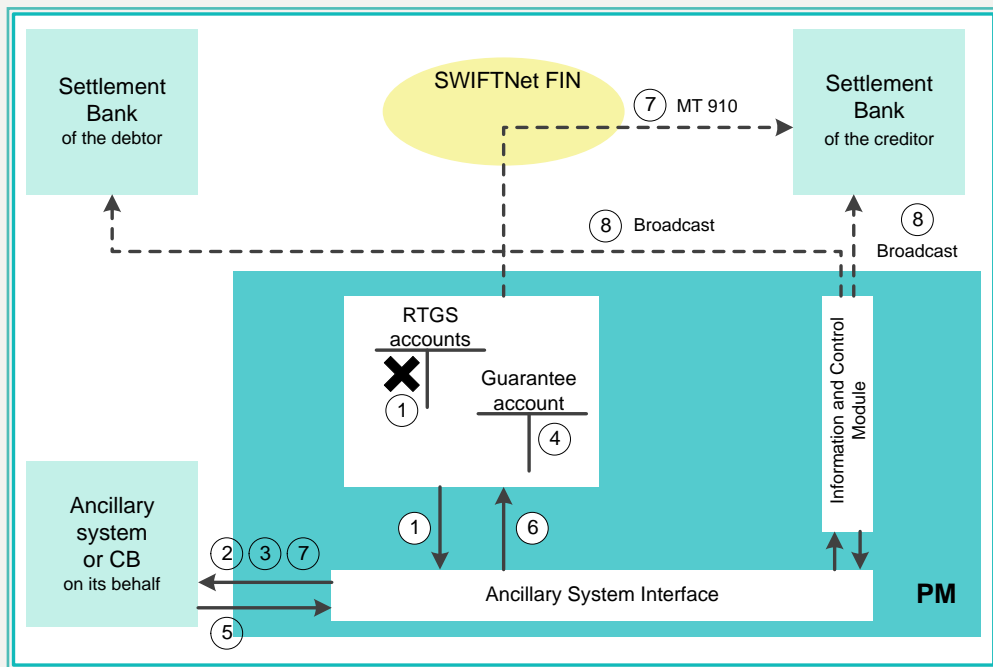 Settlement
Bank
of the debtor
SWIFTNet FIN
7 MT 910
Settlement
Bank
of the creditor
8 Broadcast
8
Broadcast
RTGS
accounts
1
Guarantee
account
4
Information and Control
Module
Ancillary
system
or CB
on its behalf
1
6
2 3 7
5
Ancillary System Interface
PM